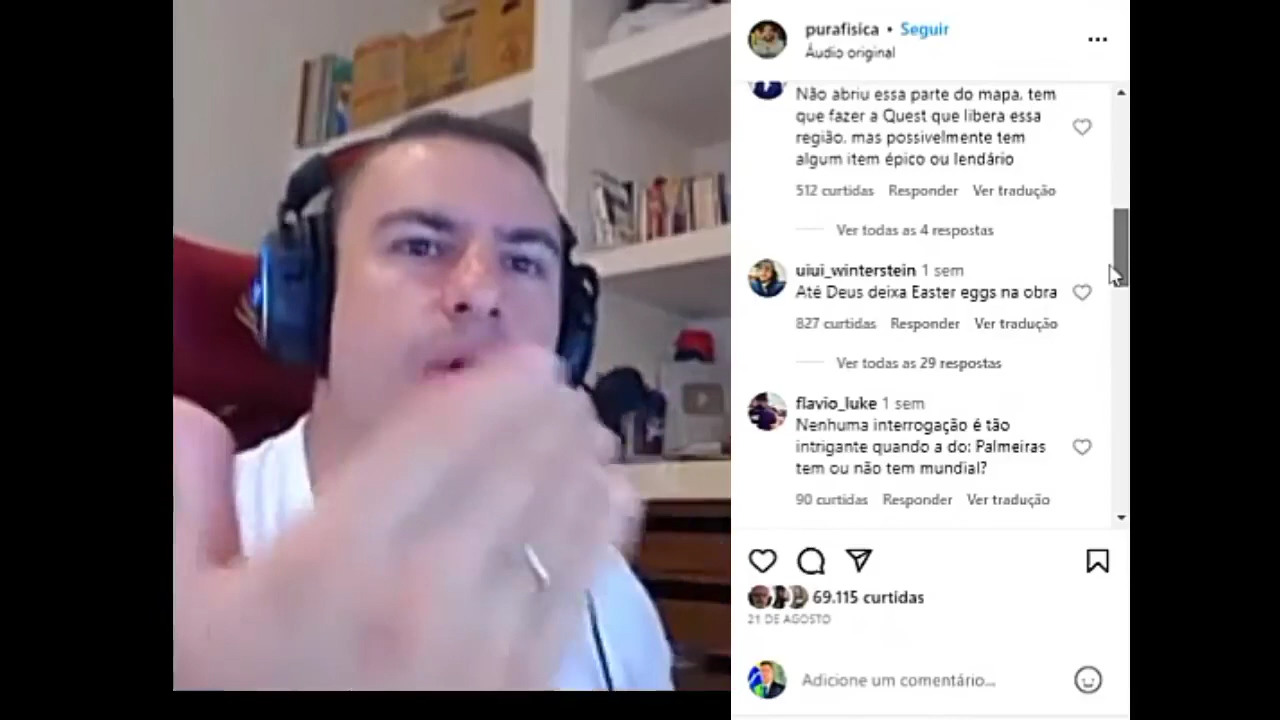 purafisica • Seguir
Áudio original
Não abriu essa parte do mapa. tem
que fazer a Quest que libera essa
região. mas possivelmente tem
algum item épico ou lendário
512 curtidas Responder Ver tradução
Ver todas as 4 respostas
uiui_winterstein 1 sem
Até Deus deixa Easter eggs na obra
827 curtidas Responder Ver tradução
Ver todas as 29 respostas
flavio_luke 1 sem
Nenhuma interrogação é tão
intrigante quando a do: Palmeiras
tem ou não tem mundial?
90 curtidas Responder Ver tradução
69.115 curtidas
21 DE AGOSTO
Adicione um comentário...